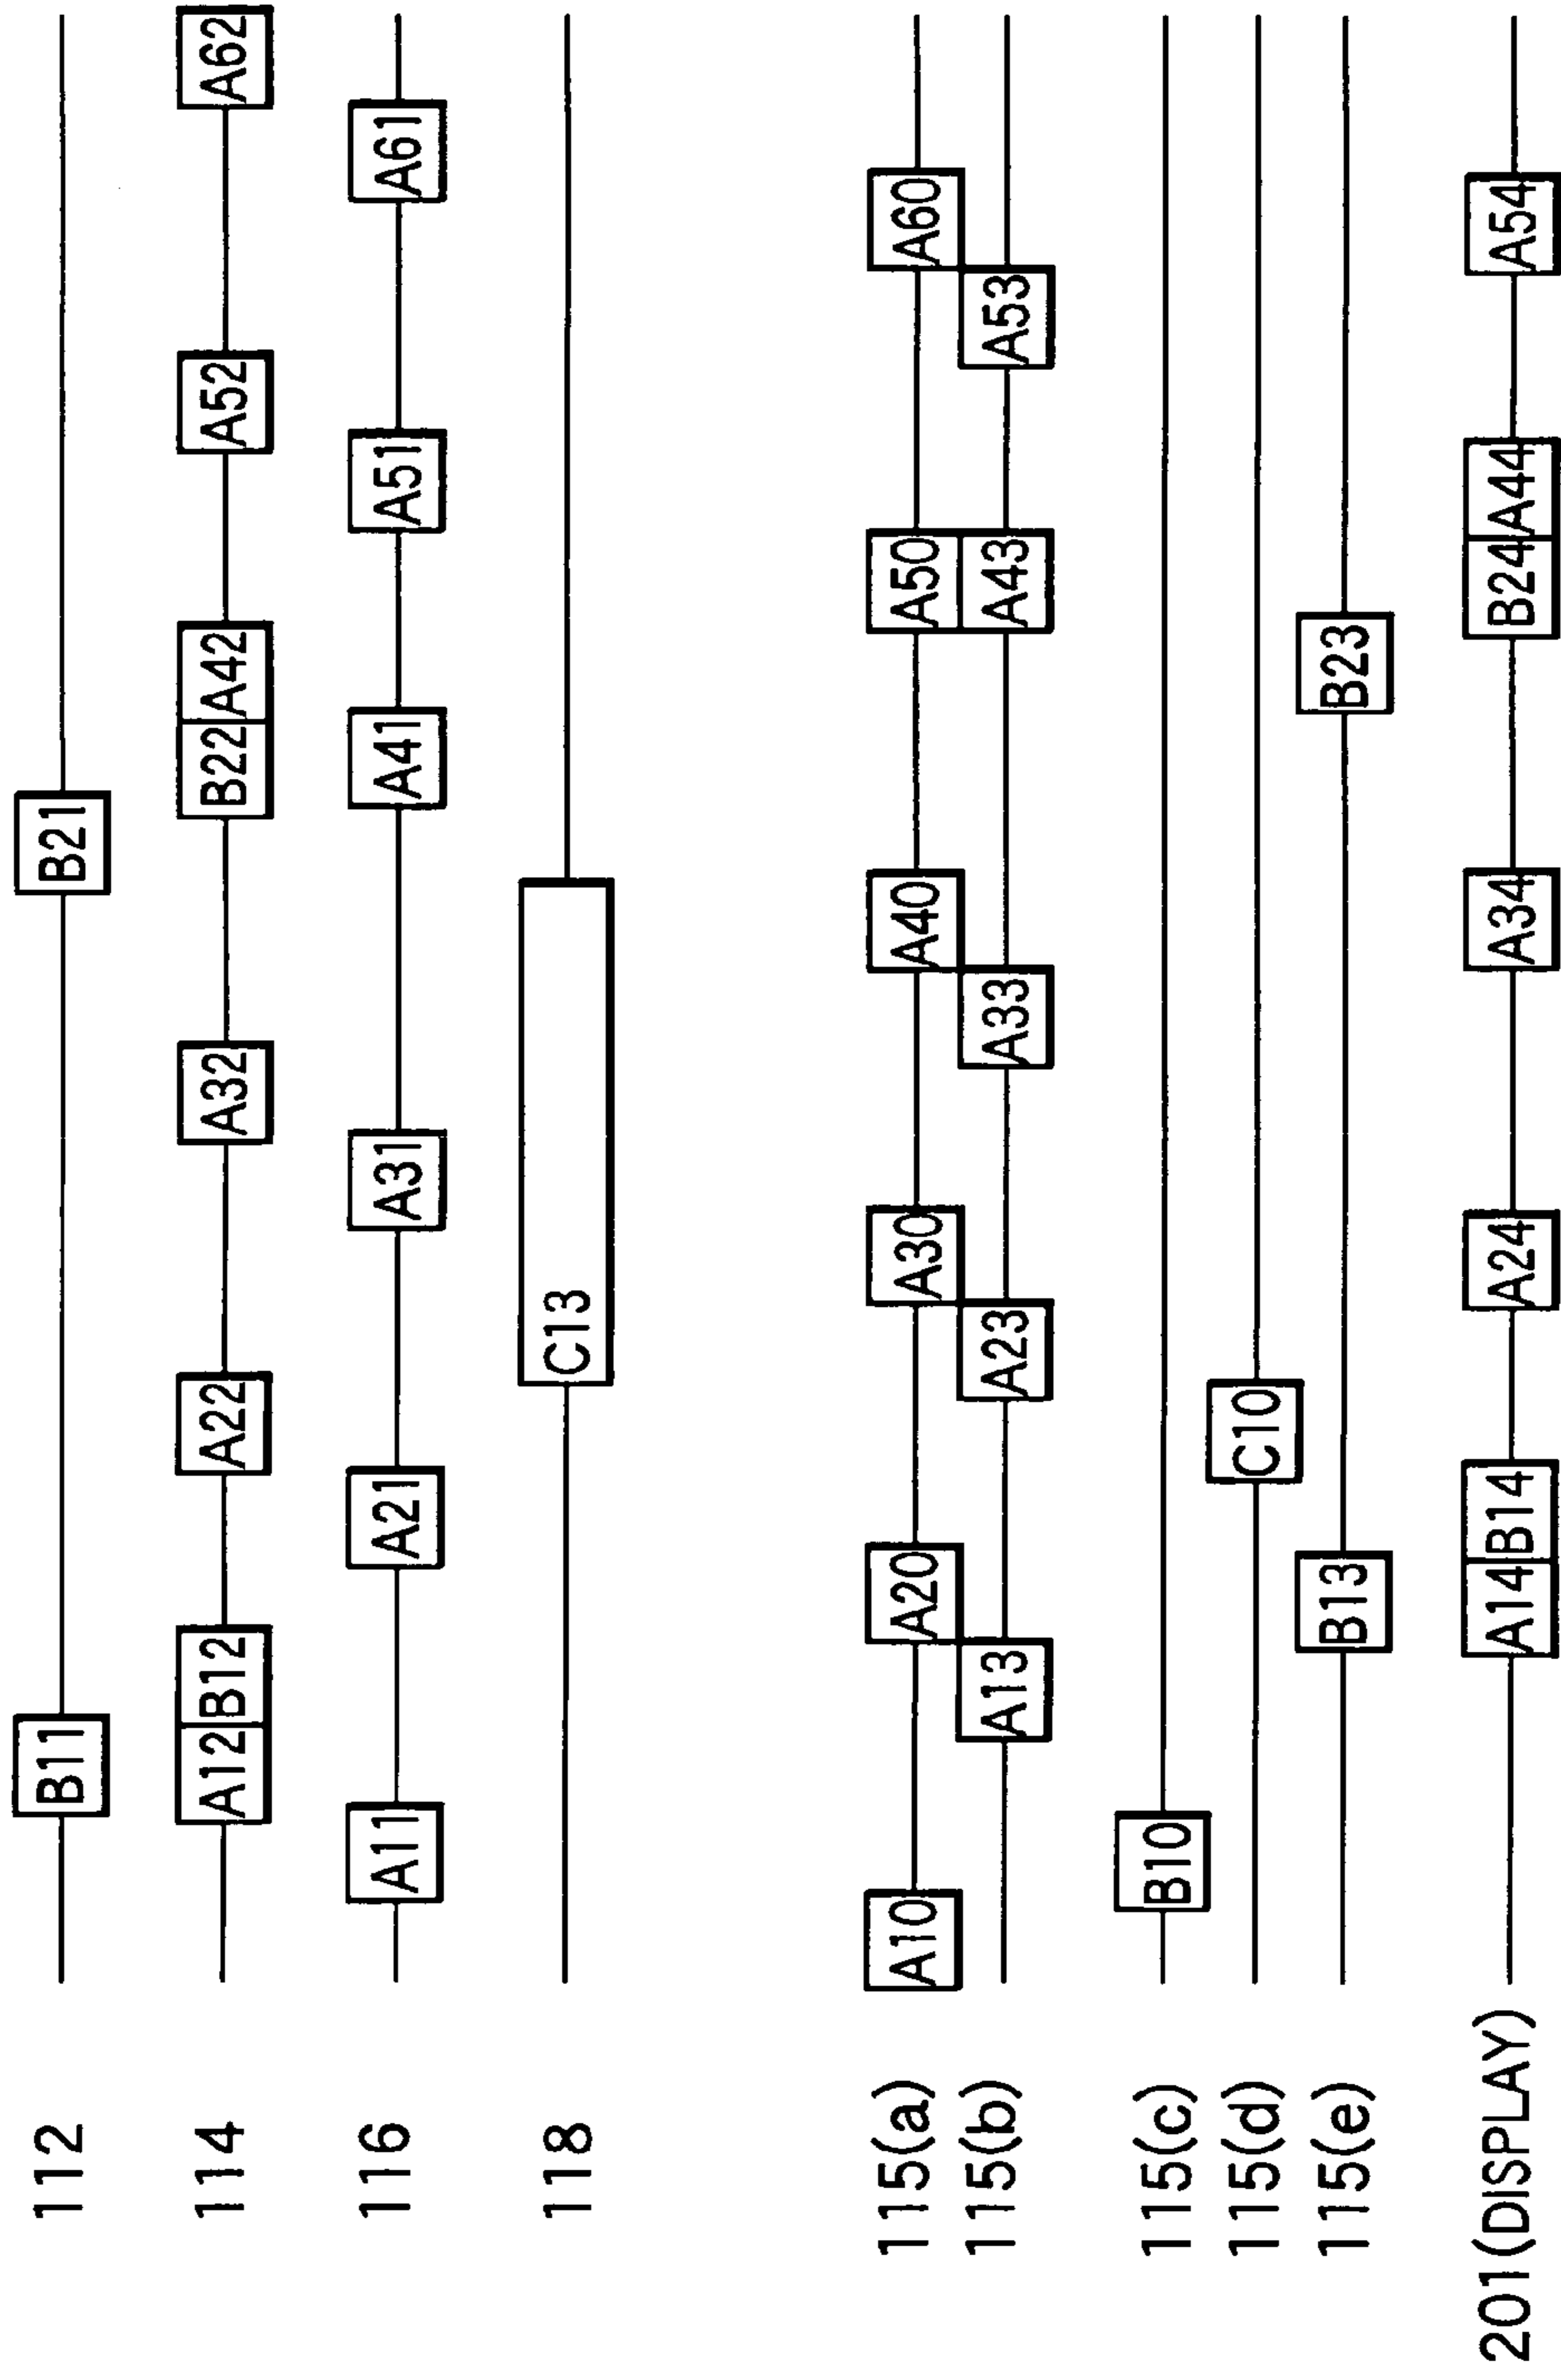 112 B11 B21
114 A12 B12 A22 A32 B22 A42 A52 A62
116 A11 A21 A31 A41 A51 A61
118 C13
115(a) A10 A20 A30 A40 A50 A60
115(b) A13 A23 A33 A43 A53
115(c) B10
115(d) C10
115(e) B13 B23
201(DISPLAY) A14 B14 A24 A34 B24 A44 A54